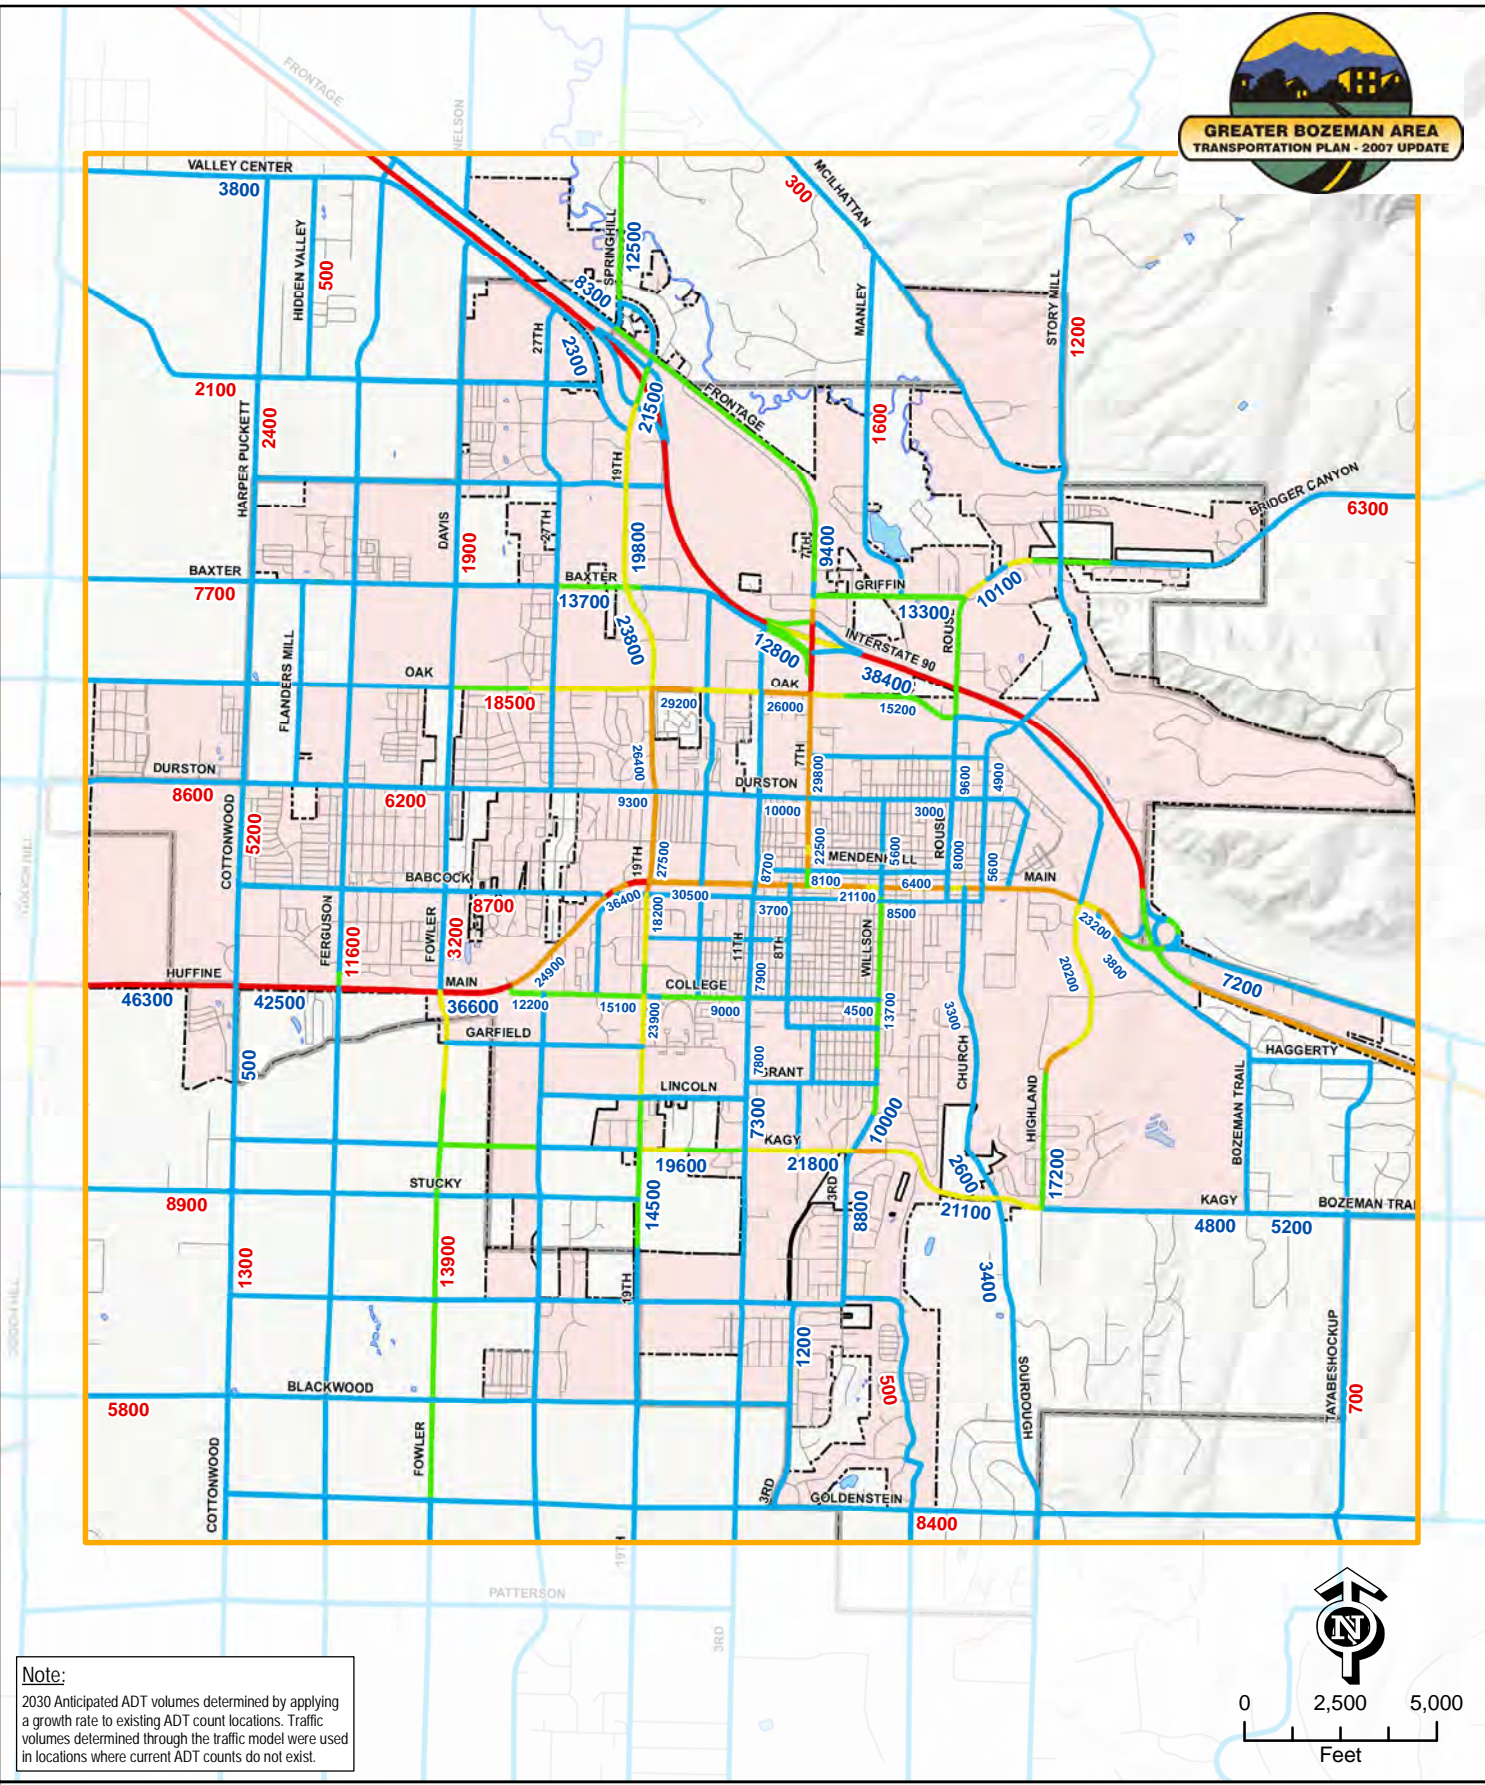 FRONTAGE
NELSON
GREATER BOZEMAN AREA
TRANSPORTATION PLAN - 2007 UPDATE
VALLEY CENTER
3800
300
MCILHATTAN
HIDDEN VALLEY
500
SPRINGHILL
12500
8300
MANLEY
STORY MILL
1200
27TH
2300
2100
21500
FRONTAGE
1600
HARPER PUCKETT
2400
19TH
BRIDGER CANYON
6300
DAVIS
1900
27TH
19800
7TH
9400
BAXTER
7700
BAXTER
13700
GRIFFIN
13300
10100
ROUSE
23800
12800
INTERSTATE 90
38400
FLANDERS MILL
OAK
18500
OAK
29200
26000
15200
26400
7TH
29800
DURSTON
8600
6200
DURSTON
9300
10000
3000
9600
4900
COTTONWOOD
5200
19TH
27500
8700
22500
MENDENHALL
5600
ROUSE
8000
5600
MAIN
BABCOCK
8700
36400
30500
8100
6400
21100
3700
8500
FERGUSON
11600
FOWLER
3200
18200
11TH
8TH
WILLSON
23200
GOOCH HILL
HUFFINE
46300
42500
MAIN
36600
24900
COLLEGE
12200
15100
9000
7900
4500
13700
3300
20200
3800
7200
GARFIELD
23900
500
7800
GRANT
CHURCH
HAGGERTY
LINCOLN
7300
10000
HIGHLAND
BOZEMAN TRAIL
KAGY
19600
21800
2600
17200
STUCKY
8900
14500
3RD
8800
21100
KAGY
4800
5200
BOZEMAN TRAI
1300
13900
19TH
3400
GOOCH HILL
1200
500
SOURDOUGH
TAYABESHOCKUP
700
BLACKWOOD
5800
FOWLER
COTTONWOOD
3RD
GOLDENSTEIN
8400
19TH
PATTERSON
3RD
N
Note:
2030 Anticipated ADT volumes determined by applying
a growth rate to existing ADT count locations. Traffic
volumes determined through the traffic model were used
in locations where current ADT counts do not exist.
0 2,500 5,000
Feet